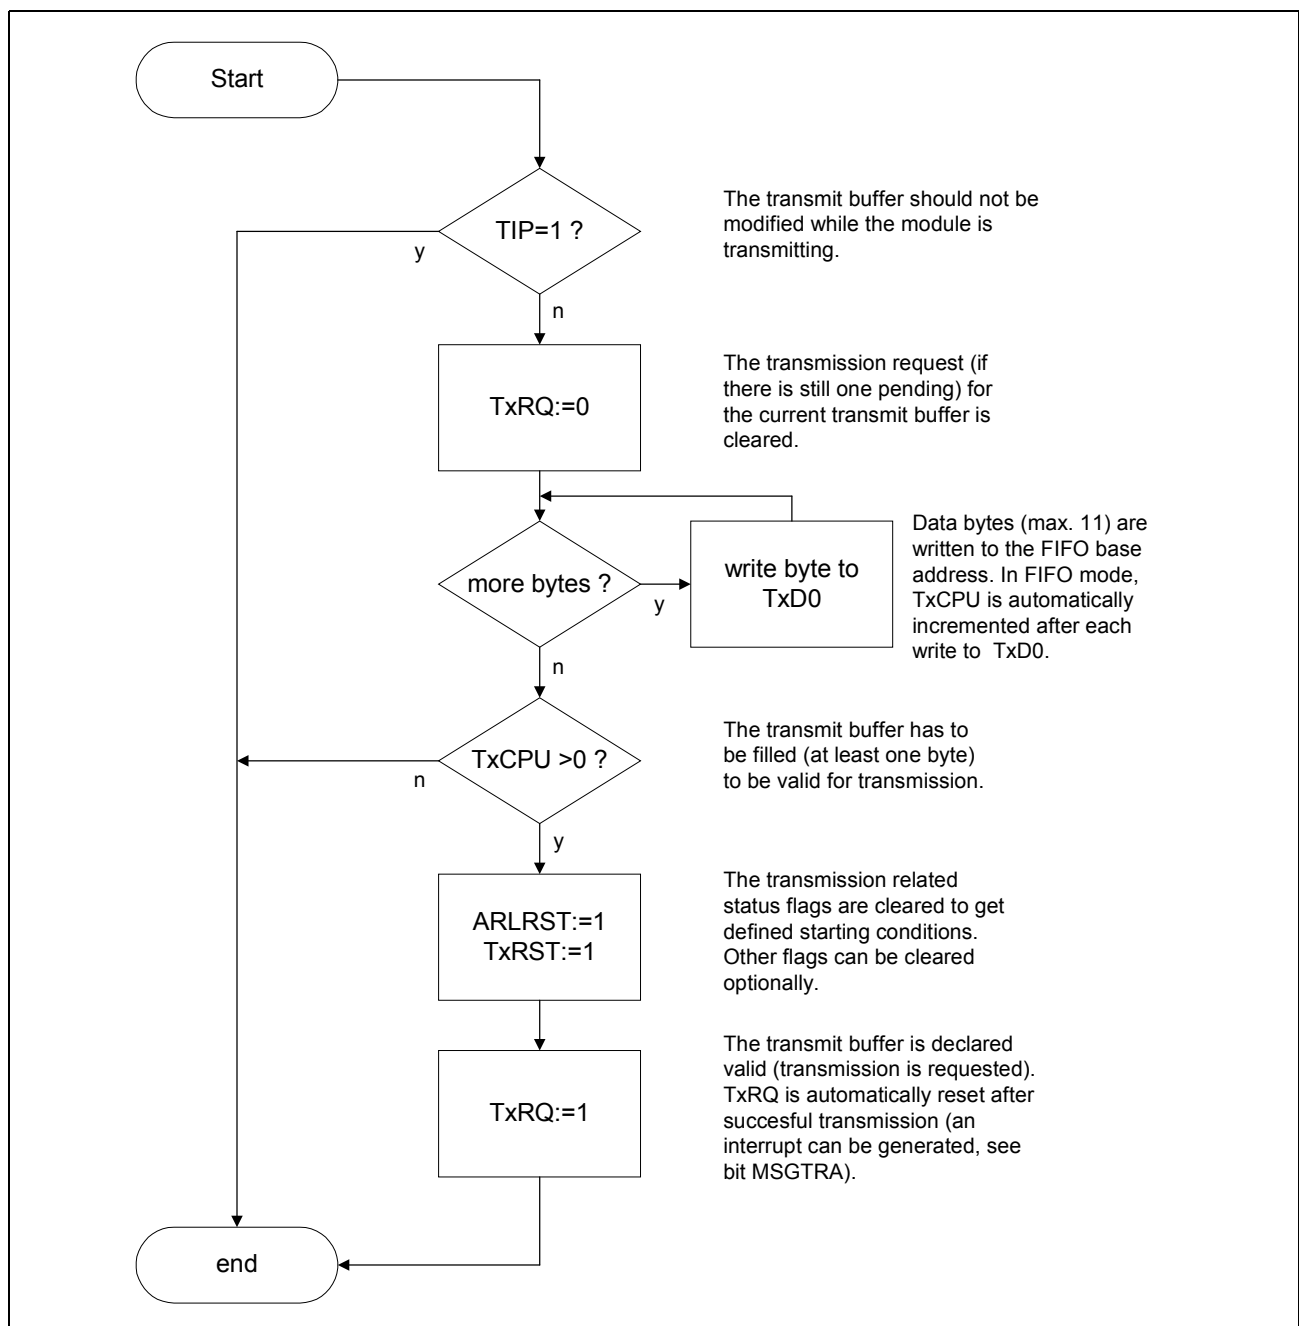 Start
TIP=1 ?
y
n
The transmit buffer should not be
modified while the module is
transmitting.
TxRQ:=0
The transmission request (if
there is still one pending) for
the current transmit buffer is
cleared.
more bytes ?
y
n
write byte to
TxD0
Data bytes (max. 11) are
written to the FIFO base
address. In FIFO mode,
TxCPU is automatically
incremented after each
write to TxD0.
TxCPU >0 ?
n
y
The transmit buffer has to
be filled (at least one byte)
to be valid for transmission.
ARLRST:=1
TxRST:=1
The transmission related
status flags are cleared to get
defined starting conditions.
Other flags can be cleared
optionally.
TxRQ:=1
The transmit buffer is declared
valid (transmission is requested).
TxRQ is automatically reset after
succesful transmission (an
interrupt can be generated, see
bit MSGTRA).
end